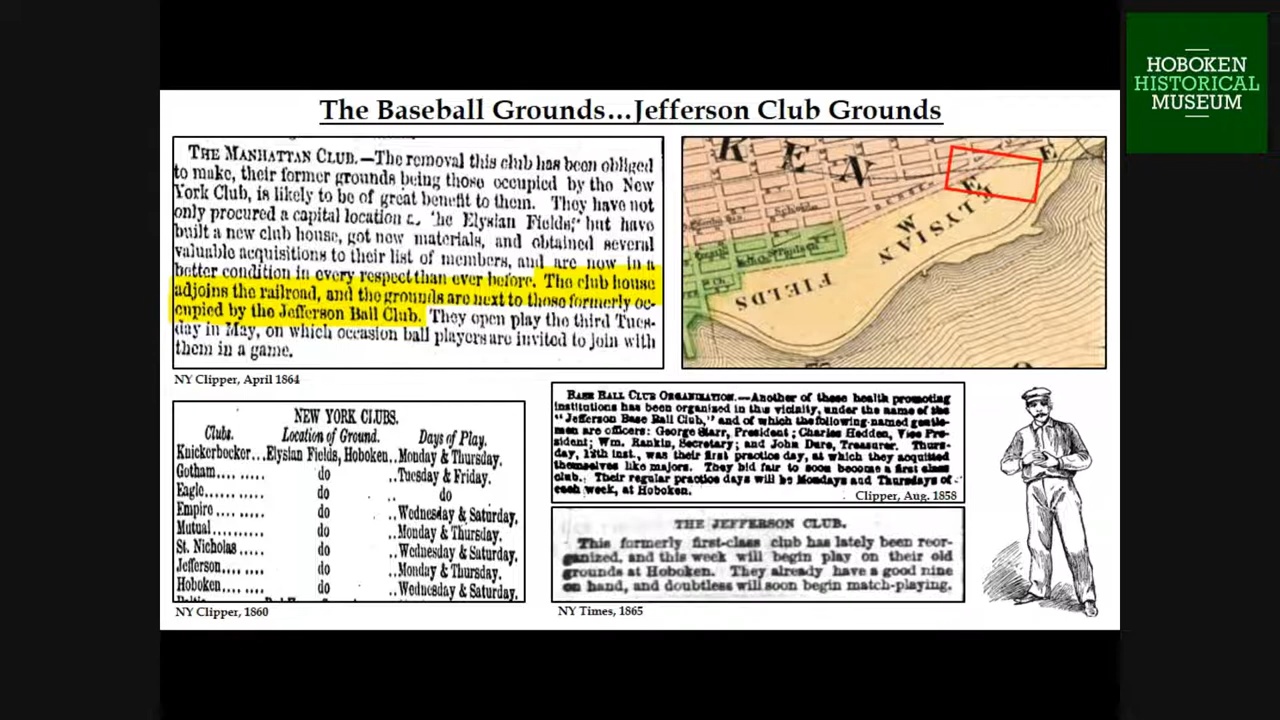 HOBOKEN
HISTORICAL
MUSEUM
The Baseball Grounds...Jefferson Club Grounds
THE MANHATTAN CLUB.—The removal this club has been obliged
to make, their former grounds being those occupied by the New
York Club, is likely to be of great benefit to them. They have not
only procured a capital location he Elysian Fields," but have
built a new club house, got new materials, and obtained several
valuable acquisitions to their list of members, and are now in a
better condition in every respect than ever before. The club house
adjoins the railroad, and the grounds are next to those formerly oc-
cupied by the Jefferson Ball Club. They open play the third Tues-
day in May, on which occasion ball players are invited to join with
them in a game.
NY Clipper, April 1864
K E N
E
ELYSIAN
FIELDS
NEW YORK CLUBS.
Clubs. Location of Ground. Days of Play.
Knickerbocker...Elysian Fields, Hoboken..Monday & Thursday.
Gotham......... do ..Tuesday & Friday.
Eagle...... do .. do
Empire ..... do ..Wednesday & Saturday.
Mutual...... do ..Monday & Thursday.
St. Nicholas ..... do ..Wednesday & Saturday.
Jefferson....... do ..Monday & Thursday.
Hoboken........ do ..Wednesday & Saturday.
NY Clipper, 1860
BASE BALL CLUB ORGANIZATION.—Another of these health promoting
institutions has been organized in this vicinity, under the name of the
"Jefferson Base Ball Club," and of which the following named gentle-
men are officers: George Starr, President; Charles Hedden, Vice Pre-
sident; Wm. Rankin, Secretary; and John Dare, Treasurer. Thurs-
day, 12th inst., was their first practice day, at which they acquitted
themselves like majors. They bid fair to soon become a first class
club. Their regular practice days will be Mondays and Thursdays of
each week, at Hoboken.
Clipper, Aug. 1858
THE JEFFERSON CLUB.
This formerly first-class club has lately been reor-
ganized, and this week will begin play on their old
grounds at Hoboken. They already have a good nine
on hand, and doubtless will soon begin match-playing.
NY Times, 1865